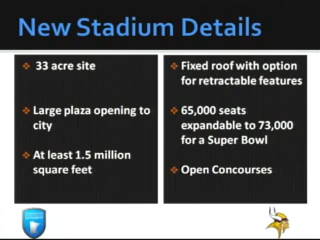 New Stadium Details
33 acre site
Large plaza opening to
city
At least 1.5 million
square feet
Fixed roof with option
for retractable features
65,000 seats
expandable to 73,000
for a Super Bowl
Open Concourses